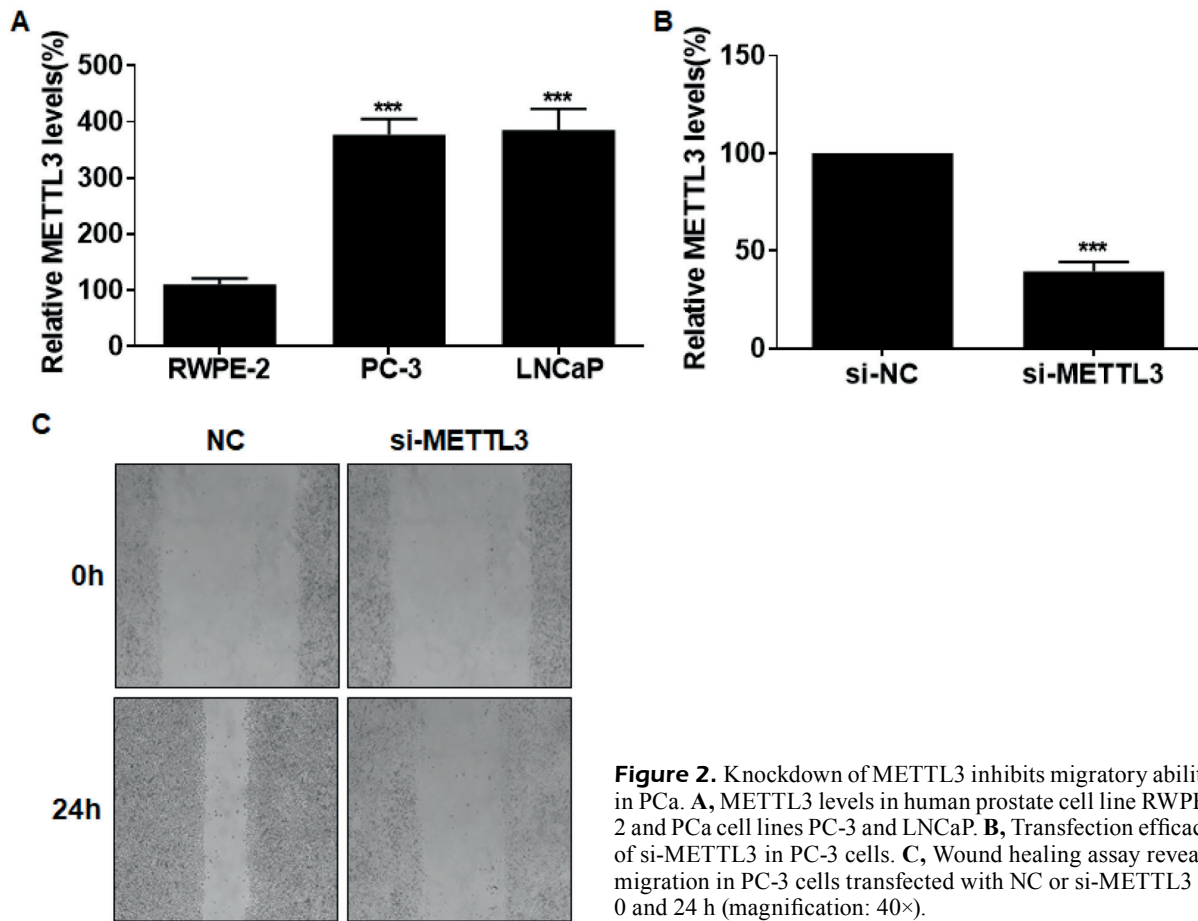 A
Relative METTL3 levels(%)
500
400
300
200
100
0
***
***
RWPE-2 PC-3 LNCaP
B
Relative METTL3 levels(%)
150
100
50
0
***
si-NC si-METTL3
C
NC si-METTL3
0h
24h
Figure 2. Knockdown of METTL3 inhibits migratory abilit
in PCa. A, METTL3 levels in human prostate cell line RWPE
2 and PCa cell lines PC-3 and LNCaP. B, Transfection efficac
of si-METTL3 in PC-3 cells. C, Wound healing assay revea
migration in PC-3 cells transfected with NC or si-METTL3
0 and 24 h (magnification: 40×).